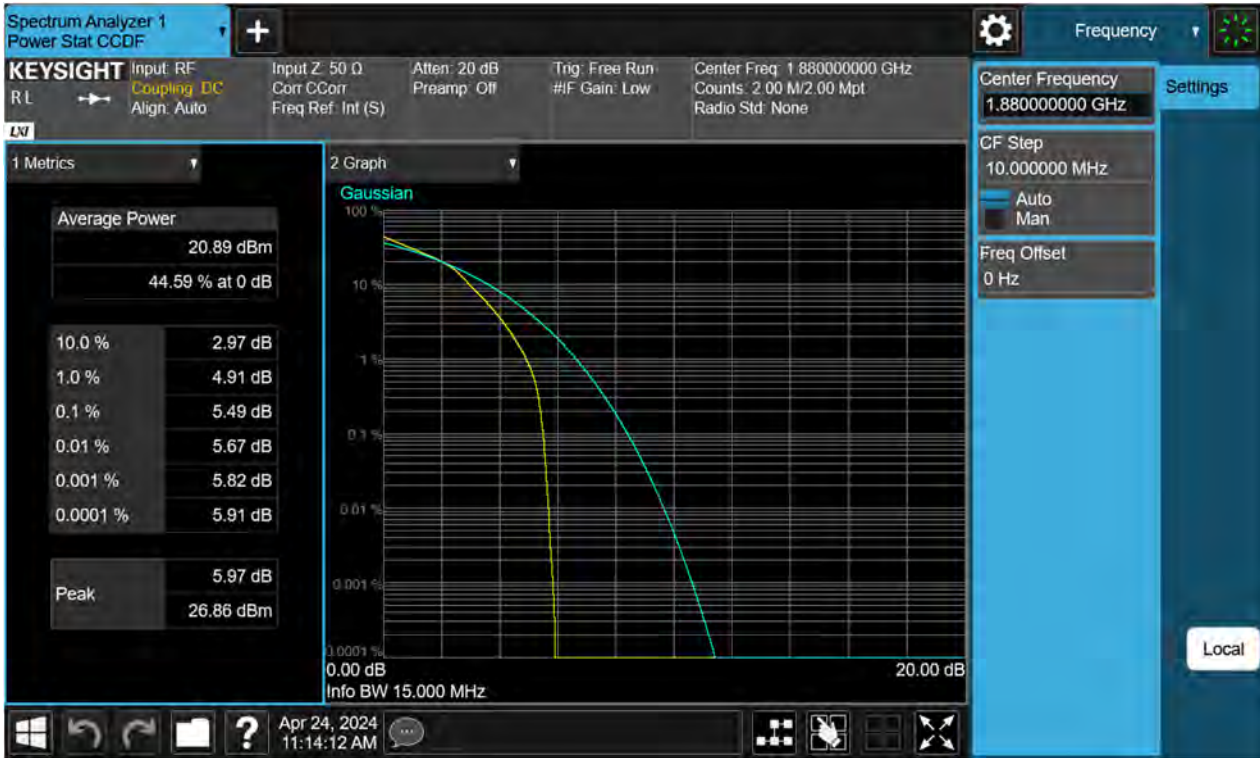 Spectrum Analyzer 1
Power Stat CCDF
Frequency
KEYSIGHT
R L
LXI
Input: RF
Coupling: DC
Align: Auto
Input Z: 50 Ω
Corr CCorr
Freq Ref: Int (S)
Atten: 20 dB
Preamp: Off
Trig: Free Run
#IF Gain: Low
Center Freq: 1.880000000 GHz
Counts: 2.00 M/2.00 Mpt
Radio Std: None
Center Frequency
1.880000000 GHz
Settings
CF Step
10.000000 MHz
Auto
Man
Freq Offset
0 Hz
Local
1 Metrics
Average Power
20.89 dBm
44.59 % at 0 dB
10.0 % 2.97 dB
1.0 % 4.91 dB
0.1 % 5.49 dB
0.01 % 5.67 dB
0.001 % 5.82 dB
0.0001 % 5.91 dB
Peak
5.97 dB
26.86 dBm
2 Graph
Gaussian
100 %
10 %
1 %
0.1 %
0.01 %
0.001 %
0.0001 %
0.00 dB 20.00 dB
Info BW 15.000 MHz
?
Apr 24, 2024
11:14:12 AM